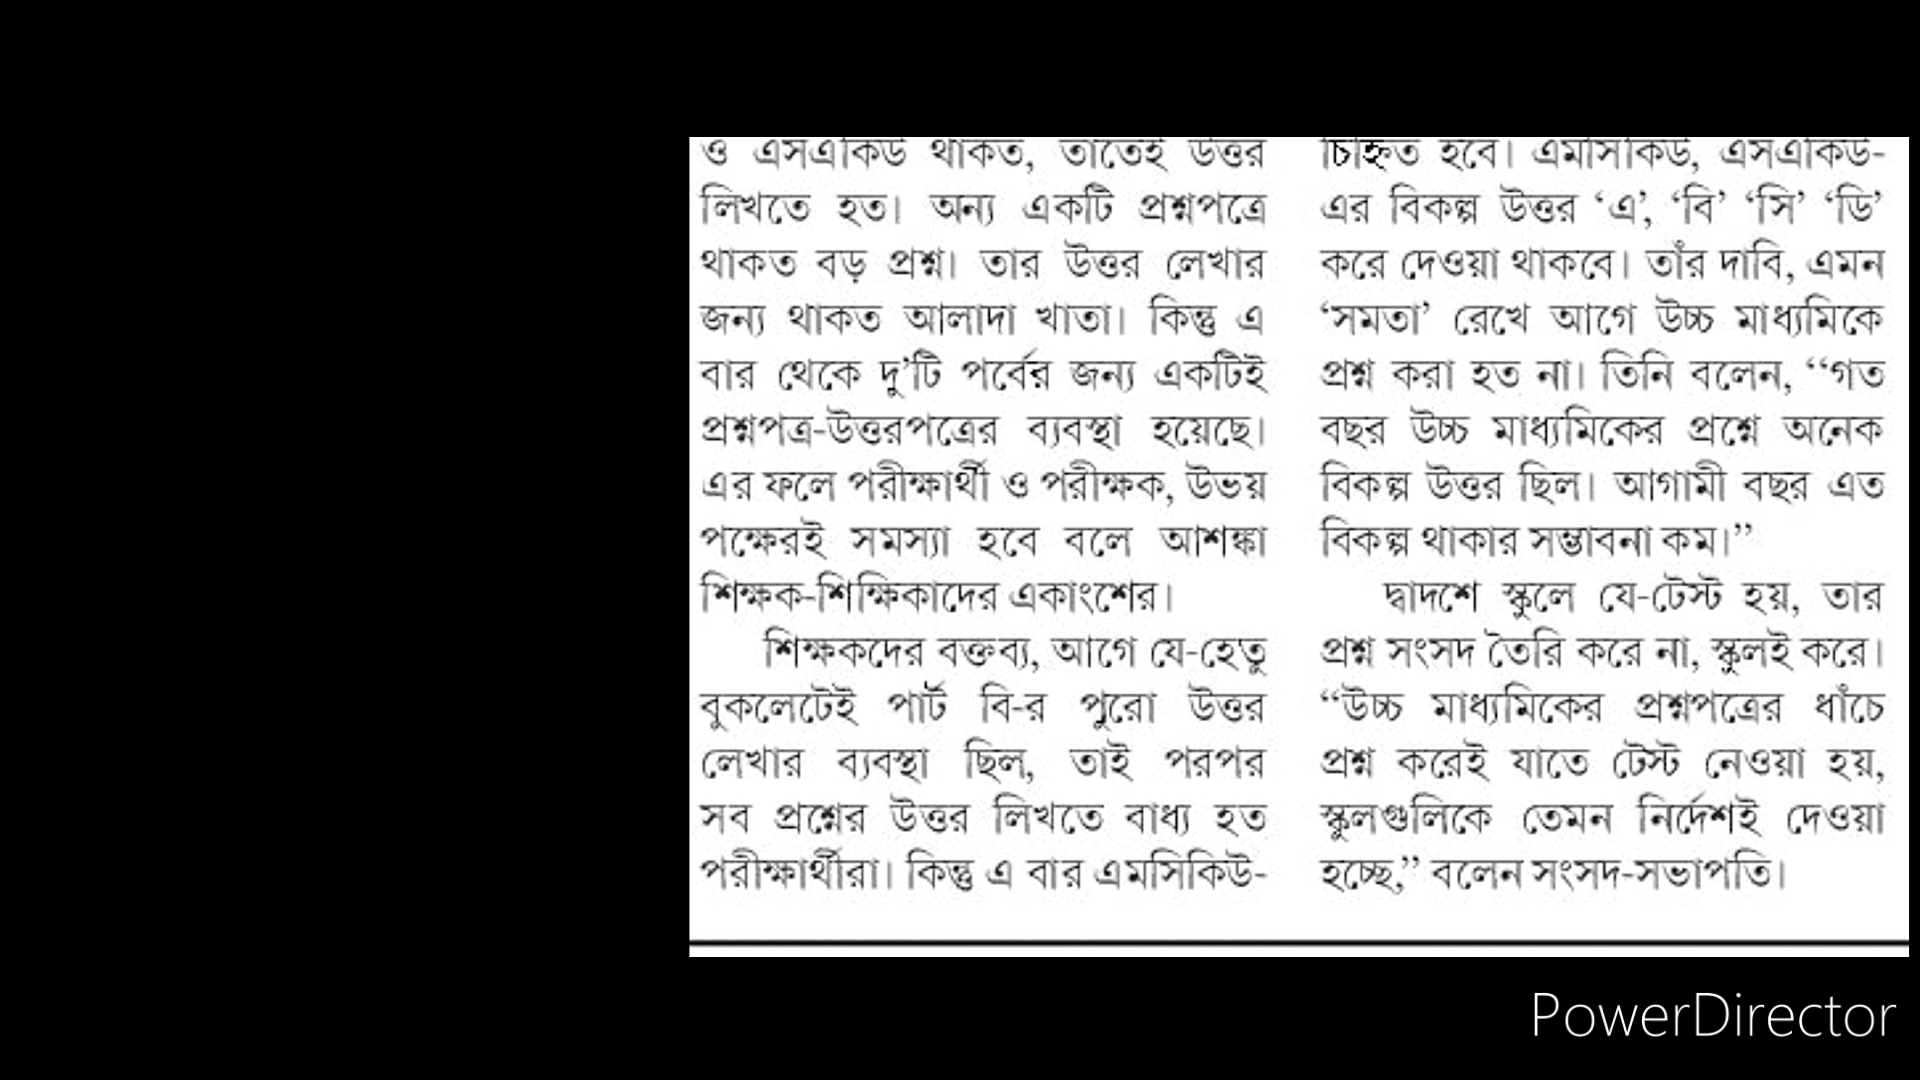 ও এসএকিউ থাকত, তাতেই উত্তর
লিখতে হত। অন্য একটি প্রশ্নপত্রে
থাকত বড় প্রশ্ন। তার উত্তর লেখার
জন্য থাকত আলাদা খাতা। কিন্তু এ
বার থেকে দু’টি পর্বের জন্য একটিই
প্রশ্নপত্র-উত্তরপত্রের ব্যবস্থা হয়েছে।
এর ফলে পরীক্ষার্থী ও পরীক্ষক, উভয়
পক্ষেরই সমস্যা হবে বলে আশঙ্কা
শিক্ষক-শিক্ষিকাদের একাংশের।
শিক্ষকদের বক্তব্য, আগে যে-হেতু
বুকলেটেই পার্ট বি-র পুরো উত্তর
লেখার ব্যবস্থা ছিল, তাই পরপর
সব প্রশ্নের উত্তর লিখতে বাধ্য হত
পরীক্ষার্থীরা। কিন্তু এ বার এমসিকিউ-
চিহ্নিত হবে। এমসিকিউ, এসএকিউ-
এর বিকল্প উত্তর ‘এ’, ‘বি’ ‘সি’ ‘ডি’
করে দেওয়া থাকবে। তাঁর দাবি, এমন
‘সমতা’ রেখে আগে উচ্চ মাধ্যমিকে
প্রশ্ন করা হত না। তিনি বলেন, ‘‘গত
বছর উচ্চ মাধ্যমিকের প্রশ্নে অনেক
বিকল্প উত্তর ছিল। আগামী বছর এত
বিকল্প থাকার সম্ভাবনা কম।’’
দ্বাদশে স্কুলে যে-টেস্ট হয়, তার
প্রশ্ন সংসদ তৈরি করে না, স্কুলই করে।
‘‘উচ্চ মাধ্যমিকের প্রশ্নপত্রের ধাঁচে
প্রশ্ন করেই যাতে টেস্ট নেওয়া হয়,
স্কুলগুলিকে তেমন নির্দেশই দেওয়া
হচ্ছে,’’ বলেন সংসদ-সভাপতি।
PowerDirector